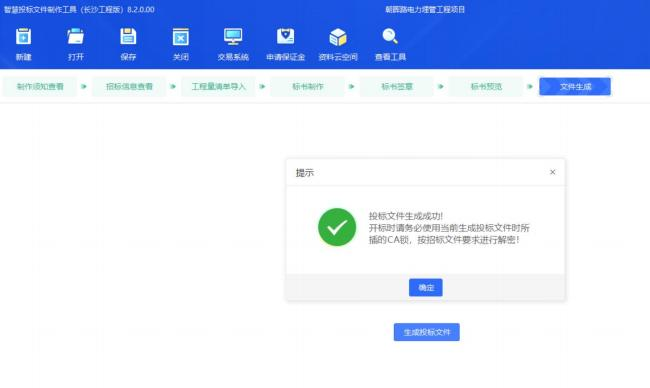 智慧投标文件制作工具（长沙工程版）8.2.0.00
朝晖路电力埋管工程项目
新建
打开
保存
关闭
交易系统
申请保证金
资料云空间
查看工具
制作须知查看
招标信息查看
工程量清单导入
标书制作
标书签章
标书预览
文件生成
提示
投标文件生成成功！
开标时请务必使用当前生成投标文件时所
插的CA锁，按招标文件要求进行解密！
确定
生成投标文件